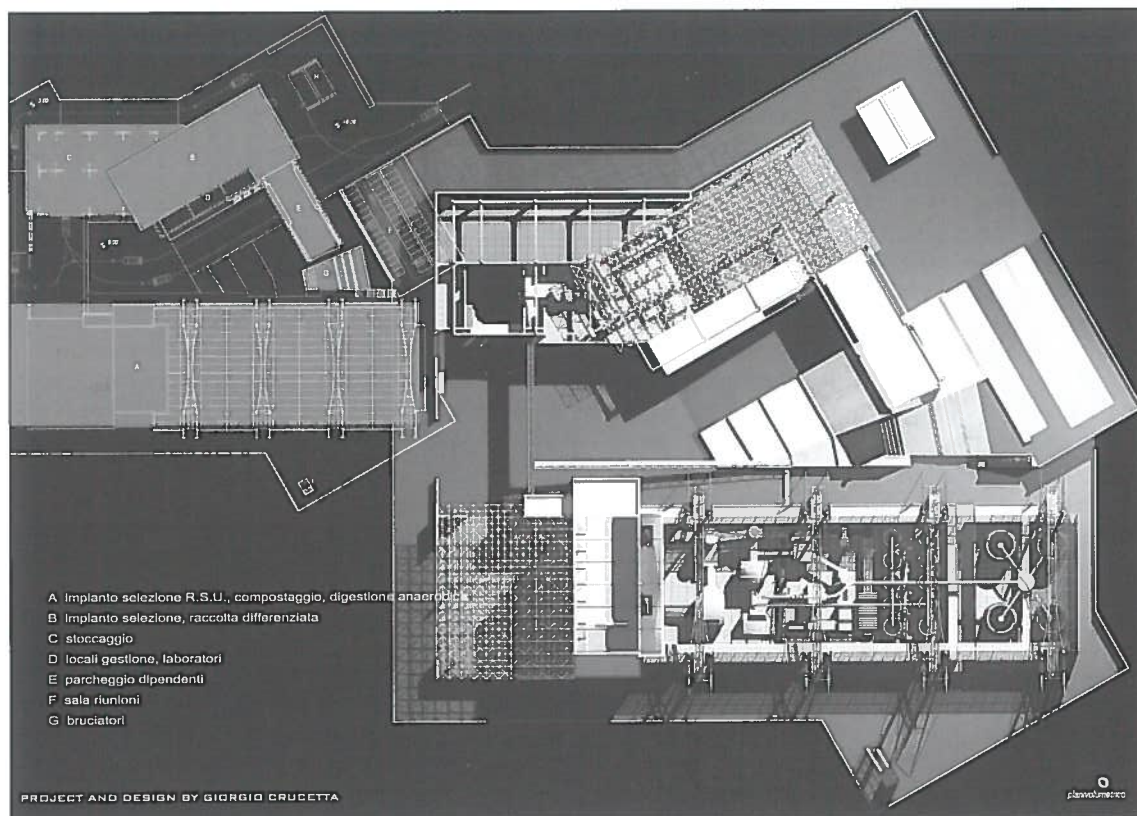 A Impianto selezione R.S.U., compostaggio, digestione anaerobica
B Impianto selezione, raccolta differenziata
C stoccaggio
D locali gestione, laboratori
E parcheggio dipendenti
F sala riunioni
G bruciatori
PROJECT AND DESIGN BY GIORGIO CRUCETTA
planivolumetrico
C
B
D
E
F
G
A